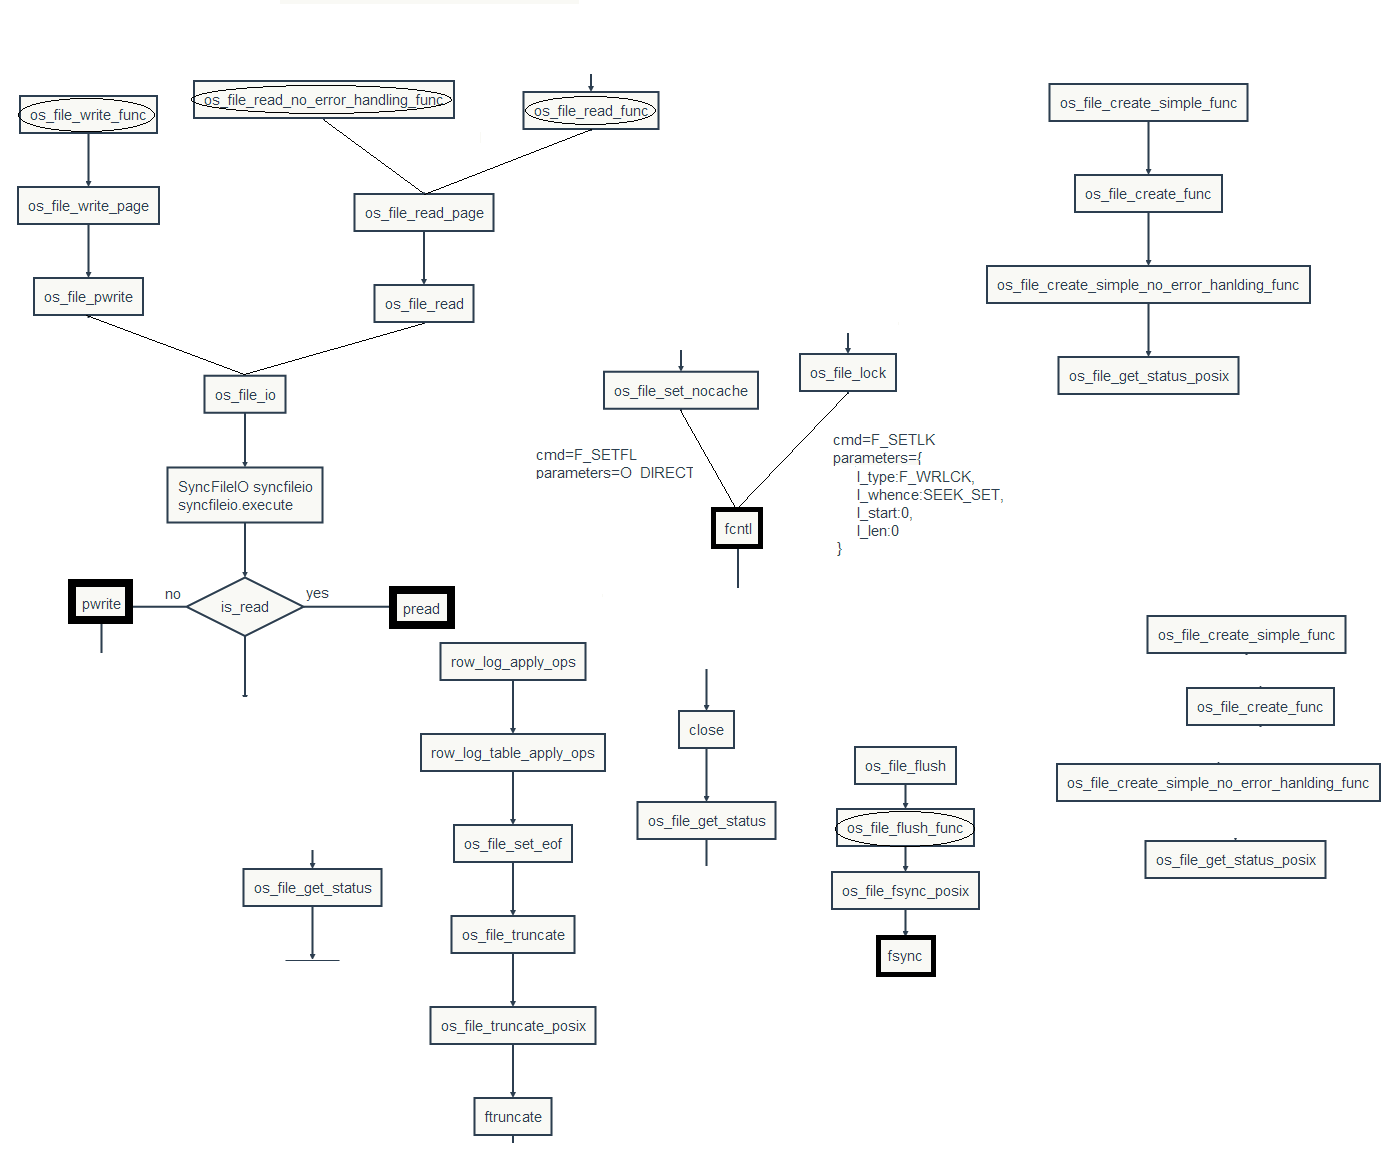 os_file_write_func
os_file_read_no_error_handling_func
os_file_read_func
os_file_create_simple_func
os_file_write_page
os_file_read_page
os_file_create_func
os_file_pwrite
os_file_read
os_file_create_simple_no_error_hanlding_func
os_file_io
os_file_set_nocache
os_file_lock
os_file_get_status_posix
cmd=F_SETFL
parameters=O_DIRECT
cmd=F_SETLK
parameters={
l_type:F_WRLCK,
l_whence:SEEK_SET,
l_start:0,
l_len:0
}
SyncFileIO syncfileio
syncfileio.execute
fcntl
pwrite
no
is_read
yes
pread
row_log_apply_ops
row_log_table_apply_ops
os_file_set_eof
os_file_truncate
os_file_truncate_posix
ftruncate
os_file_get_status
close
os_file_get_status
os_file_flush
os_file_flush_func
os_file_fsync_posix
fsync
os_file_create_simple_func
os_file_create_func
os_file_create_simple_no_error_hanlding_func
os_file_get_status_posix